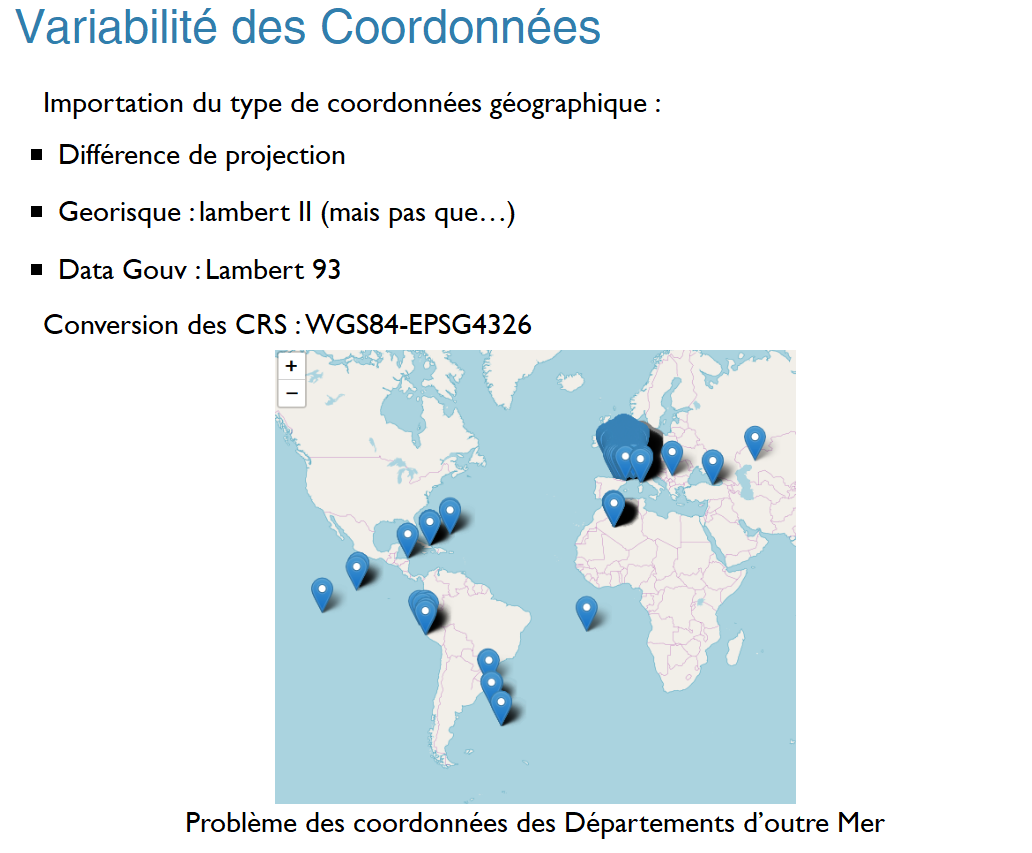 Variabilité des Coordonnées
Importation du type de coordonnées géographique :
Différence de projection
Georisque : lambert II (mais pas que…)
Data Gouv : Lambert 93
Conversion des CRS : WGS84-EPSG4326
+
−
Problème des coordonnées des Départements d’outre Mer